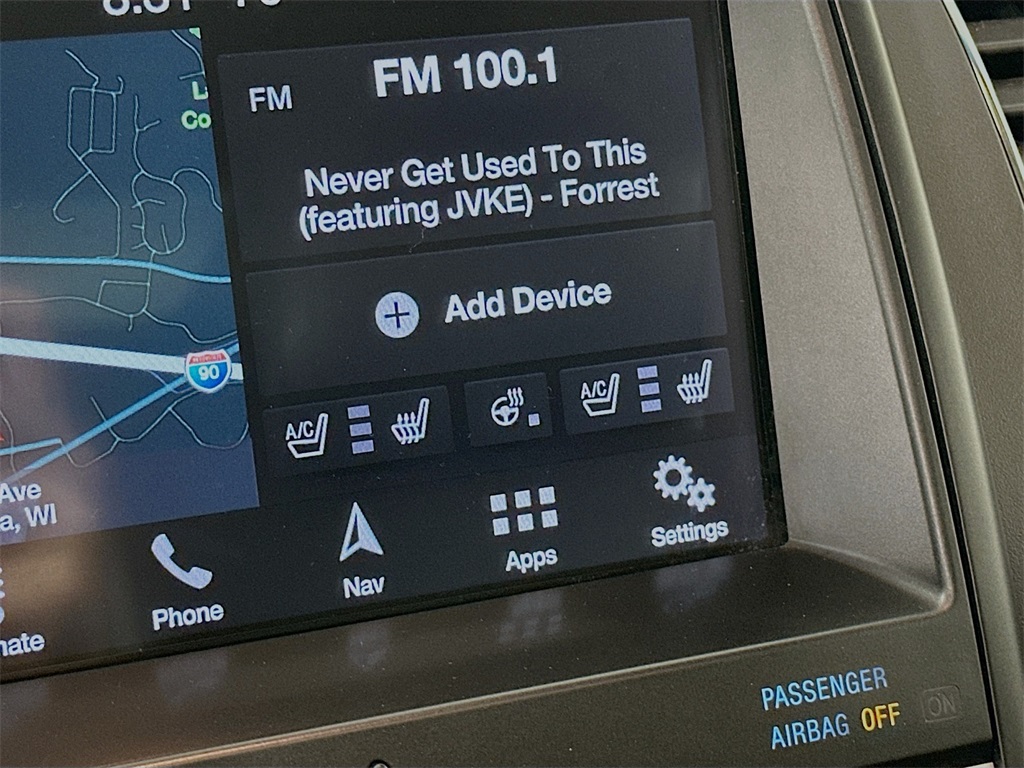 FM
FM 100.1
Never Get Used To This
(featuring JVKE) - Forrest
Add Device
90
A/C
A/C
Ave
a, WI
Phone
Nav
Apps
Settings
PASSENGER
AIRBAG OFF ON